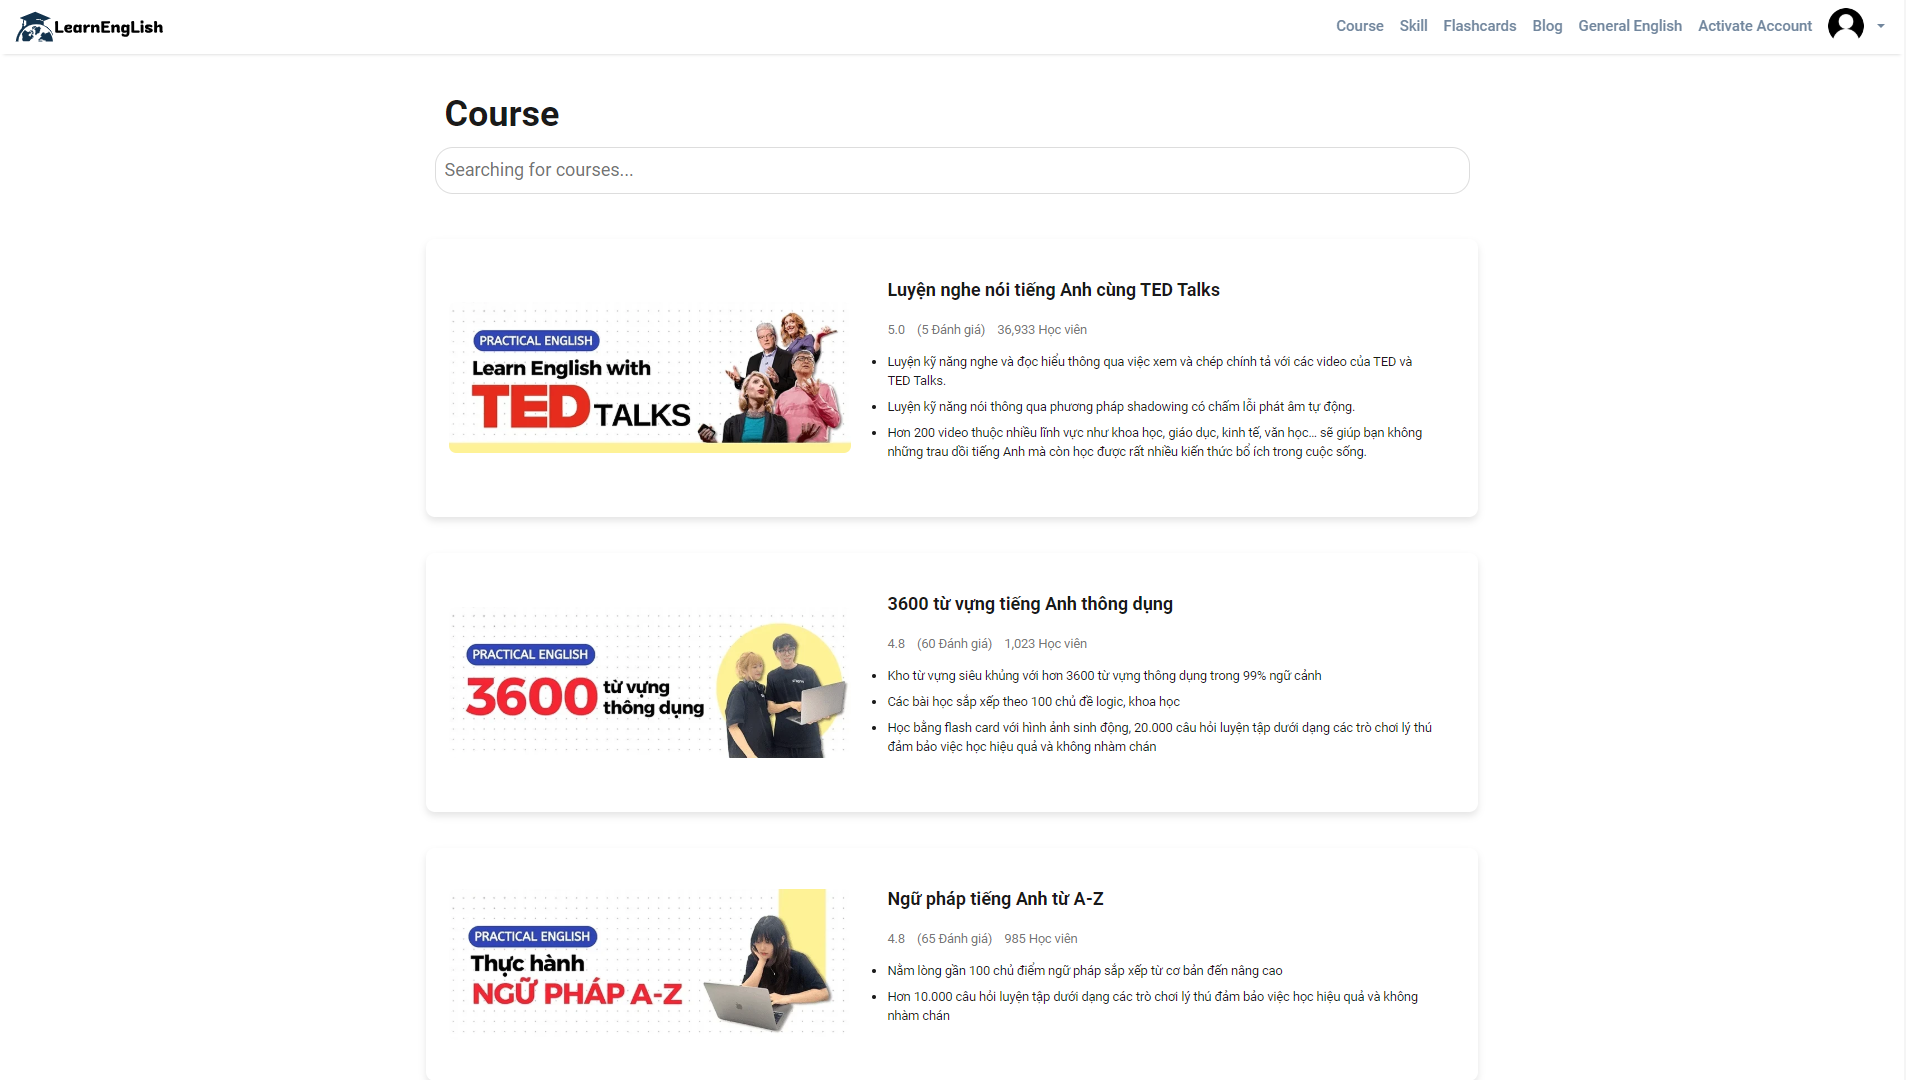 LearnEngLish
Course Skill Flashcards Blog General English Activate Account
Course
Searching for courses...
PRACTICAL ENGLISH
Learn English with
TED TALKS
Luyện nghe nói tiếng Anh cùng TED Talks
5.0 (5 Đánh giá) 36,933 Học viên
Luyện kỹ năng nghe và đọc hiểu thông qua việc xem và chép chính tả với các video của TED và
TED Talks.
Luyện kỹ năng nói thông qua phương pháp shadowing có chấm lỗi phát âm tự động.
Hơn 200 video thuộc nhiều lĩnh vực như khoa học, giáo dục, kinh tế, văn học... sẽ giúp bạn không
những trau dồi tiếng Anh mà còn học được rất nhiều kiến thức bổ ích trong cuộc sống.
PRACTICAL ENGLISH
3600 từ vựng
thông dụng
3600 từ vựng tiếng Anh thông dụng
4.8 (60 Đánh giá) 1,023 Học viên
Kho từ vựng siêu khủng với hơn 3600 từ vựng thông dụng trong 99% ngữ cảnh
Các bài học sắp xếp theo 100 chủ đề logic, khoa học
Học bằng flash card với hình ảnh sinh động, 20.000 câu hỏi luyện tập dưới dạng các trò chơi lý thú
đảm bảo việc học hiệu quả và không nhàm chán
PRACTICAL ENGLISH
Thực hành
NGỮ PHÁP A-Z
Ngữ pháp tiếng Anh từ A-Z
4.8 (65 Đánh giá) 985 Học viên
Nằm lòng gần 100 chủ điểm ngữ pháp sắp xếp từ cơ bản đến nâng cao
Hơn 10.000 câu hỏi luyện tập dưới dạng các trò chơi lý thú đảm bảo việc học hiệu quả và không
nhàm chán